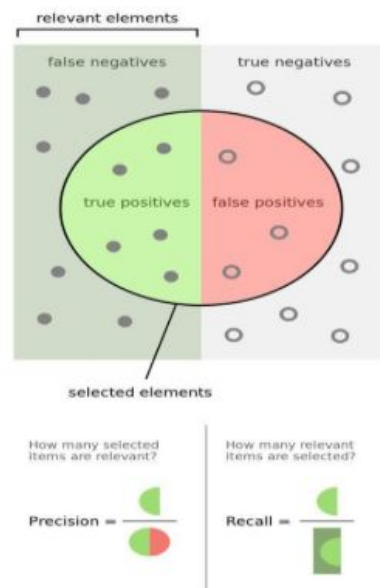 relevant elements
false negatives
true negatives
true positives
false positives
selected elements
How many selected
items are relevant?
How many relevant
items are selected?
Precision =
Recall =